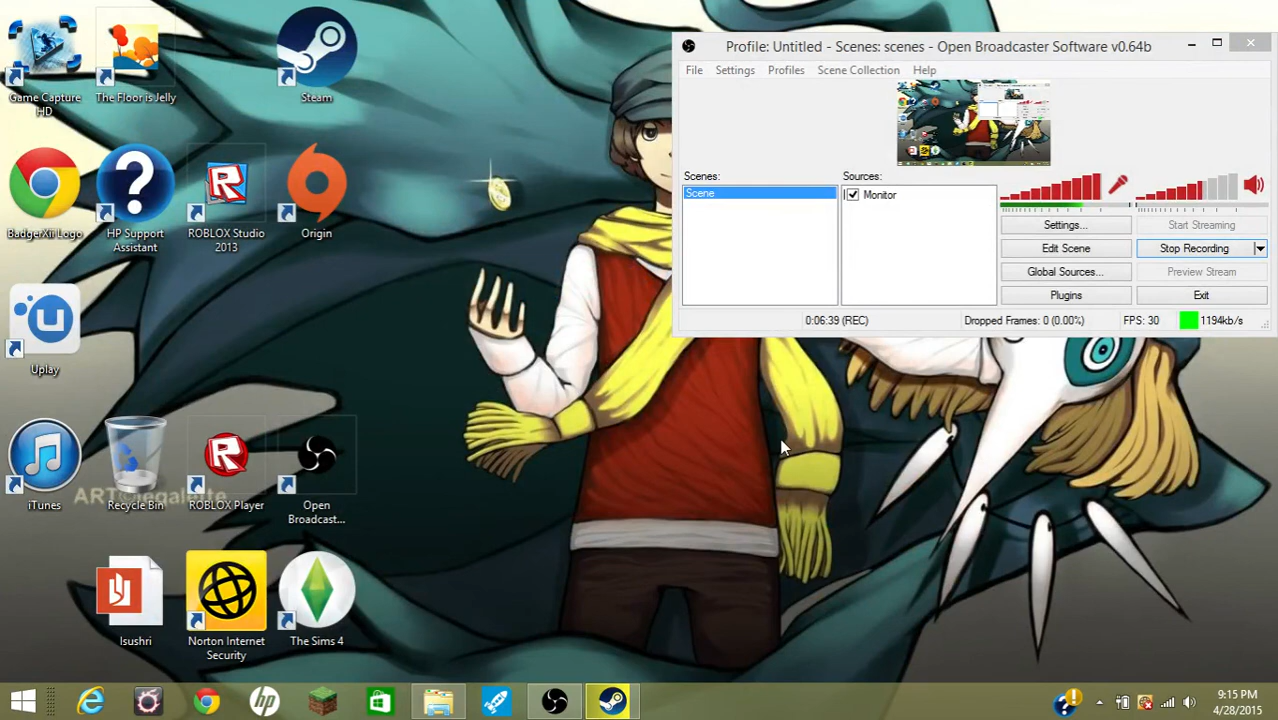 Profile: Untitled - Scenes: scenes - Open Broadcaster Software v0.64b
File Settings Profiles Scene Collection Help
Scenes:
Scene
Sources:
Monitor
Settings...
Start Streaming
Edit Scene
Stop Recording
Global Sources...
Preview Stream
Plugins
Exit
0:06:39 (REC)
Dropped Frames: 0 (0.00%)
FPS: 30
1194kb/s
Game Capture
HD
The Floor is Jelly
Steam
BadgerXii Logo
HP Support
Assistant
ROBLOX Studio
2013
Origin
Uplay
iTunes
Recycle Bin
ROBLOX Player
Open
Broadcast...
Isushri
Norton Internet
Security
The Sims 4
9:15 PM
4/28/2015